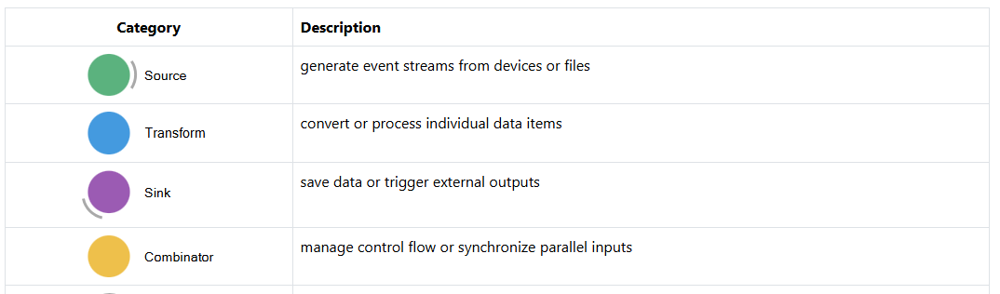 Category Description
Source generate event streams from devices or files
Transform convert or process individual data items
Sink save data or trigger external outputs
Combinator manage control flow or synchronize parallel inputs